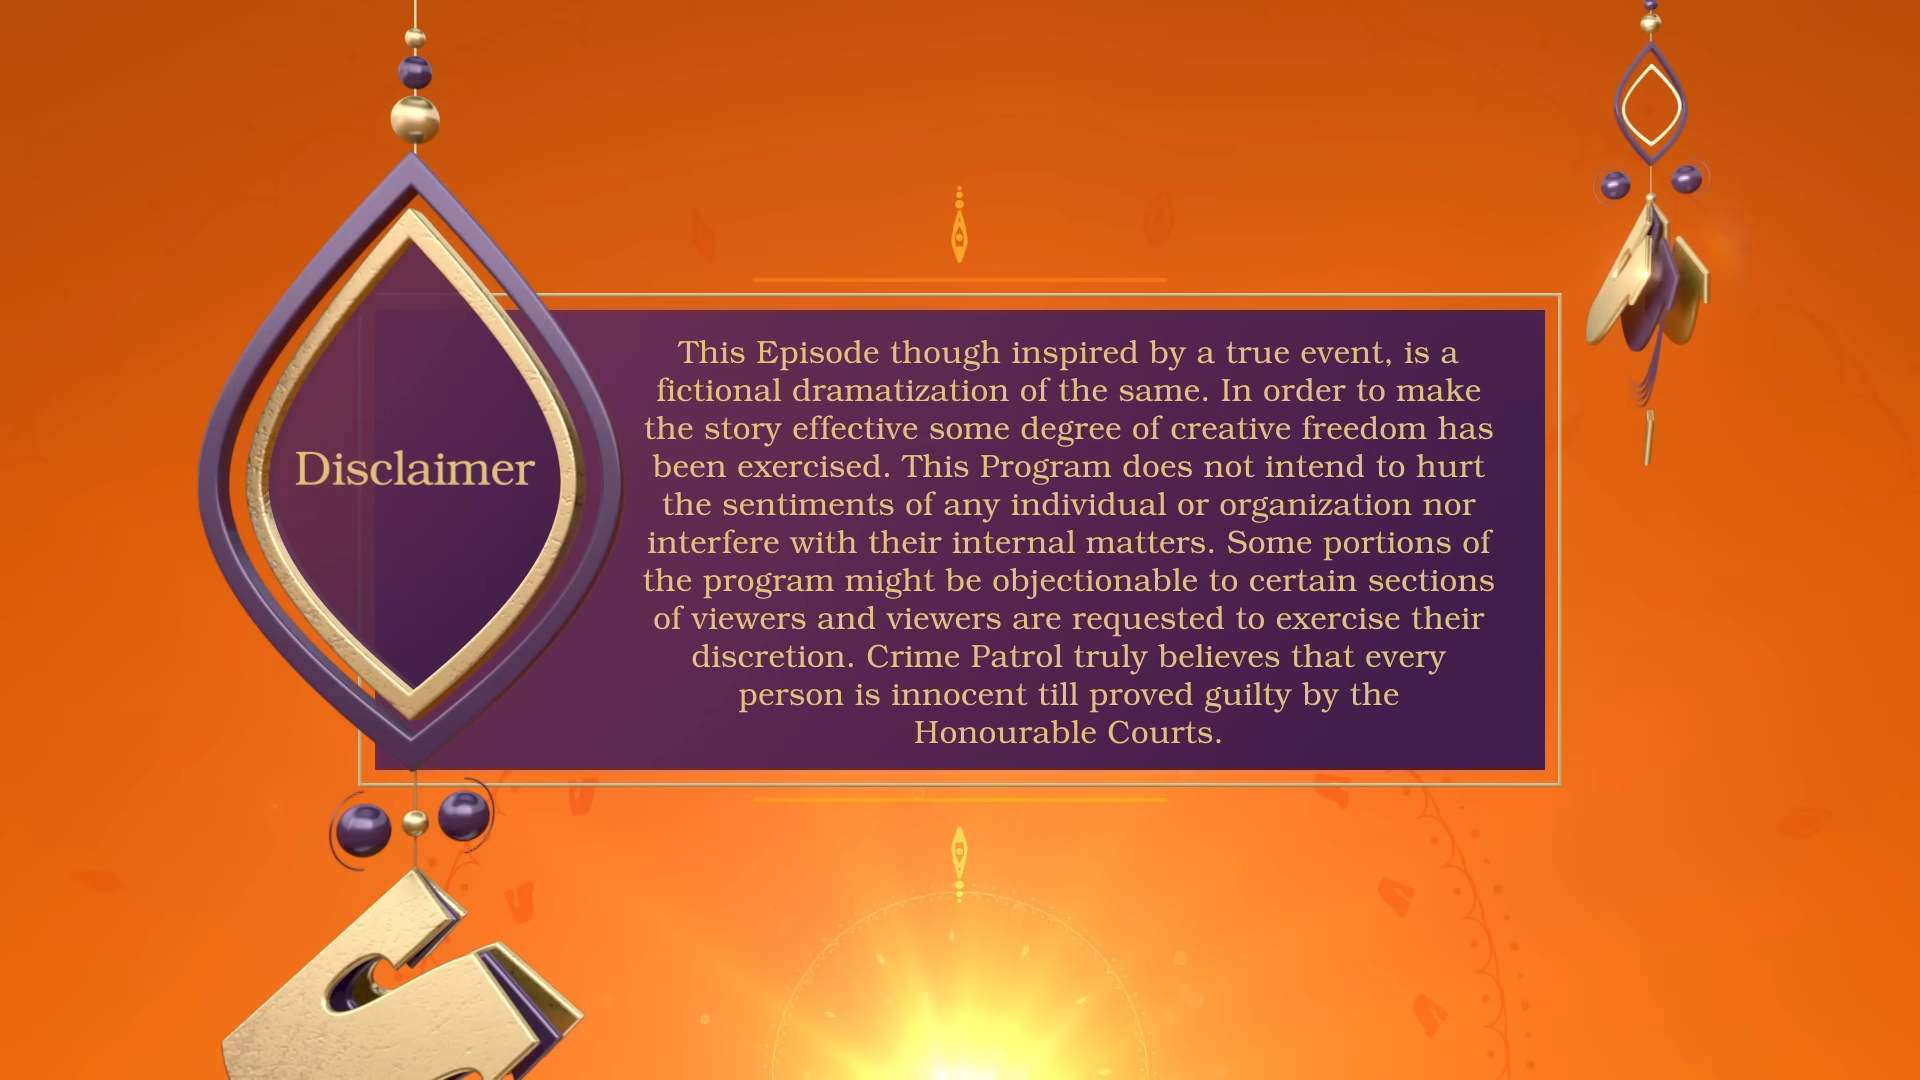 Disclaimer
This Episode though inspired by a true event, is a
fictional dramatization of the same. In order to make
the story effective some degree of creative freedom has
been exercised. This Program does not intend to hurt
the sentiments of any individual or organization nor
interfere with their internal matters. Some portions of
the program might be objectionable to certain sections
of viewers and viewers are requested to exercise their
discretion. Crime Patrol truly believes that every
person is innocent till proved guilty by the
Honourable Courts.